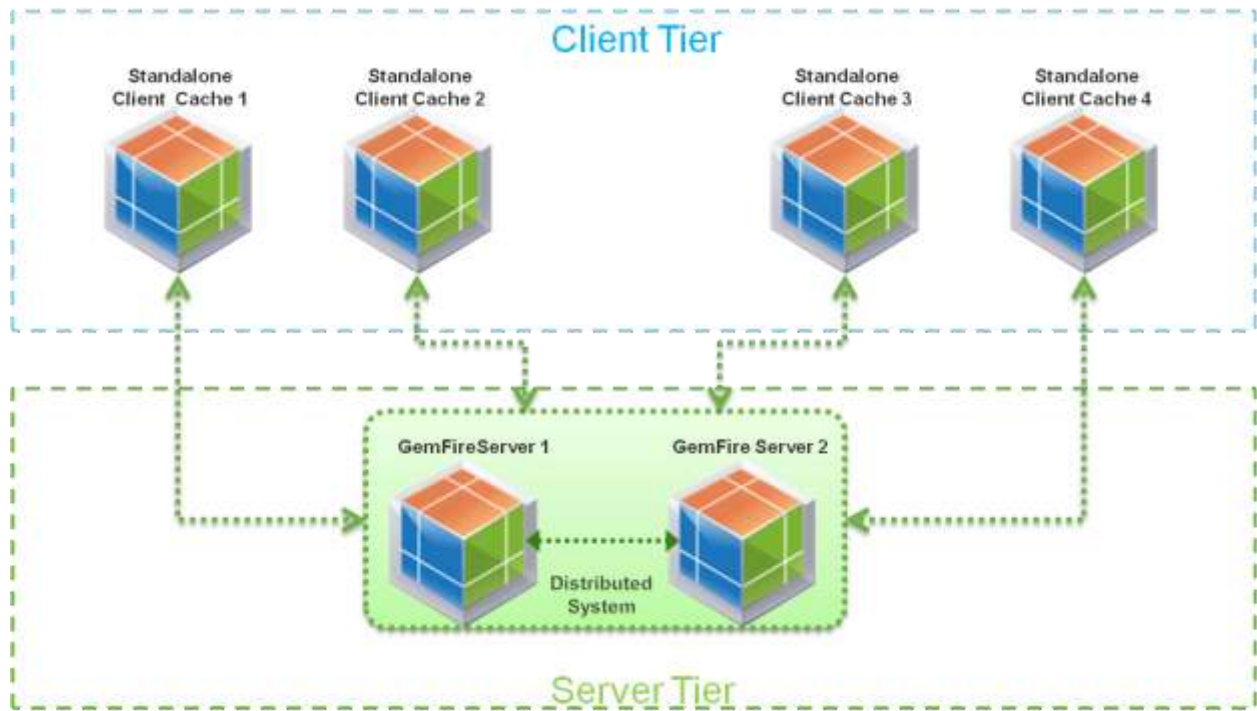 Client Tier
Standalone
Client Cache 1
Standalone
Client Cache 2
Standalone
Client Cache 3
Standalone
Client Cache 4
GemFireServer 1
GemFire Server 2
Distributed
System
Server Tier